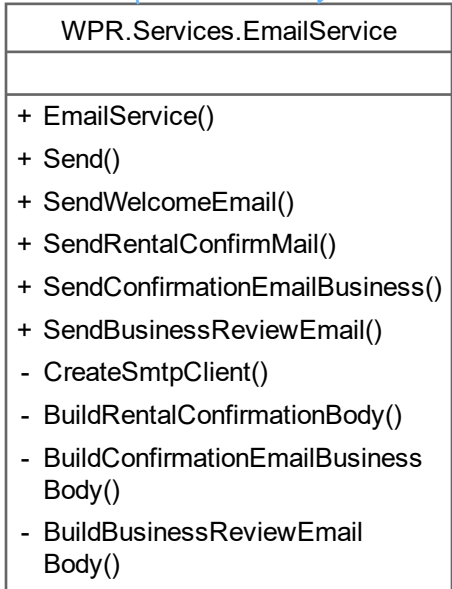 WPR.Services.EmailService
+ EmailService()
+ Send()
+ SendWelcomeEmail()
+ SendRentalConfirmMail()
+ SendConfirmationEmailBusiness()
+ SendBusinessReviewEmail()
- CreateSmtpClient()
- BuildRentalConfirmationBody()
- BuildConfirmationEmailBusiness
Body()
- BuildBusinessReviewEmail
Body()